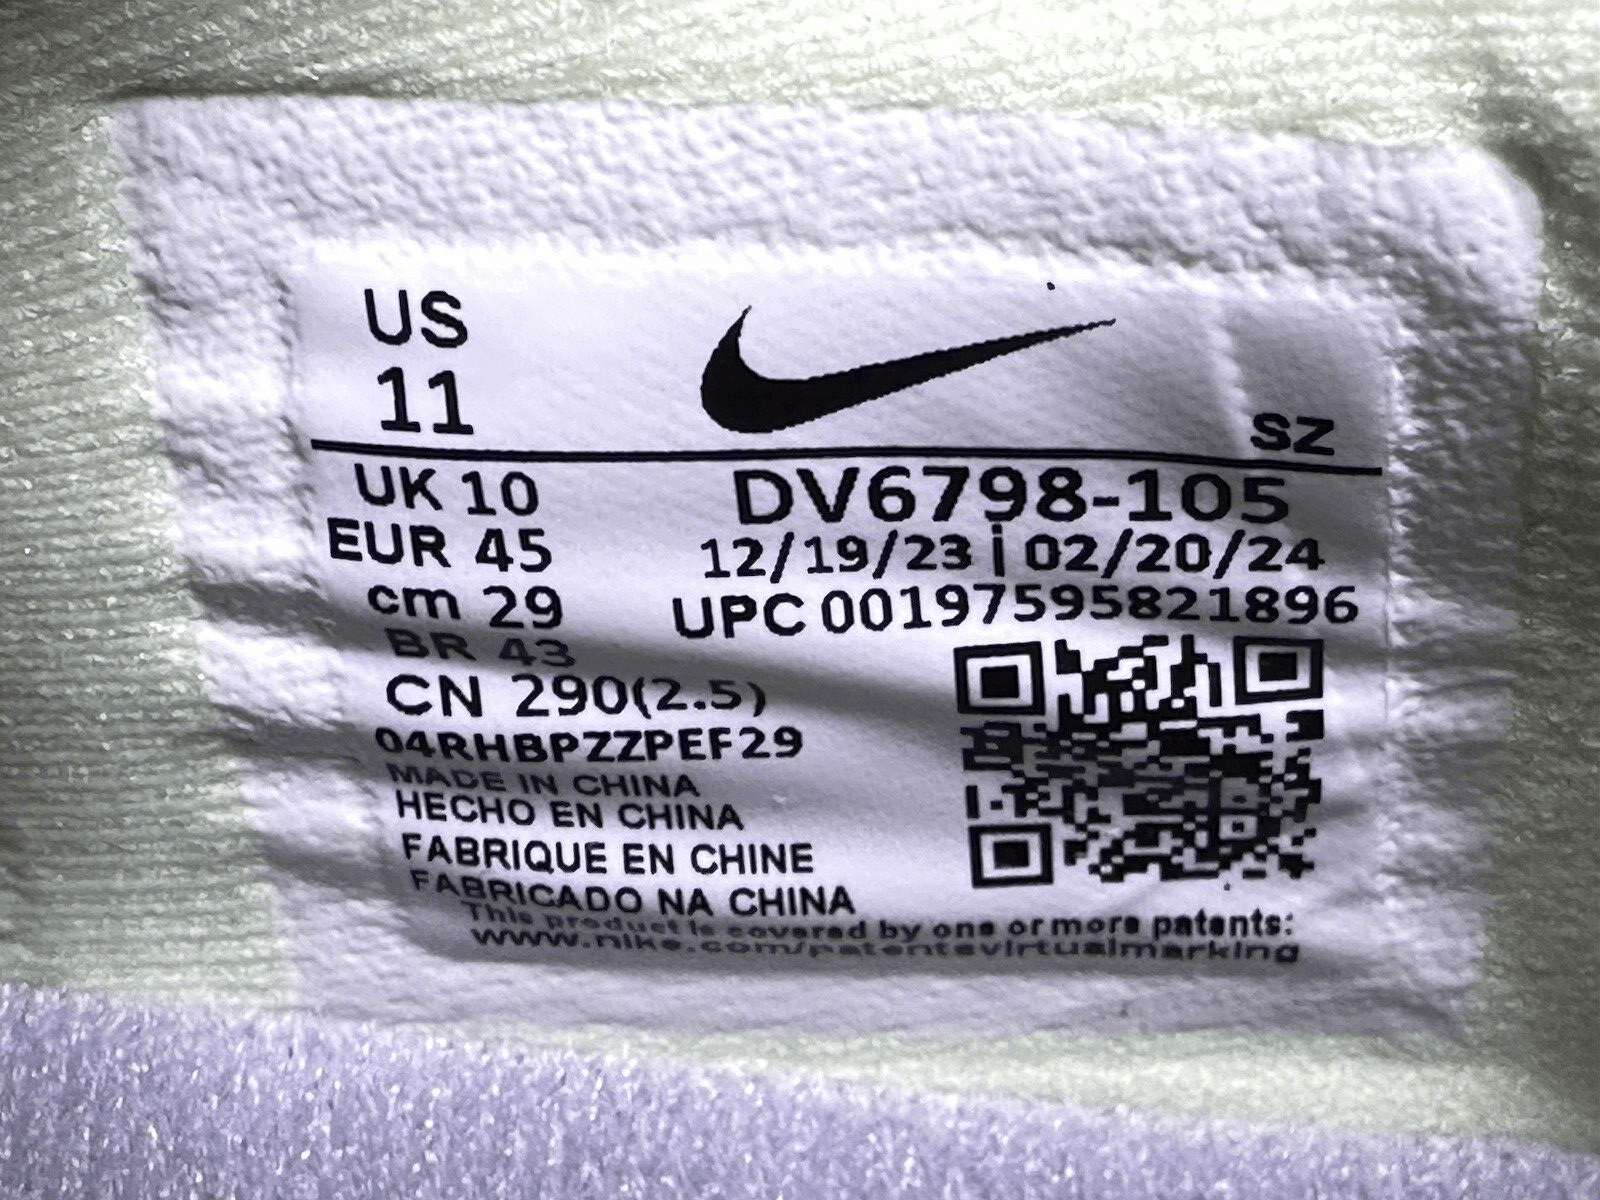 US
11
SZ
UK 10
EUR 45
cm 29
BR 43
CN 290(2.5)
DV6798-105
12/19/23 | 02/20/24
UPC 00197595821896
04RHBPZZPEF29
MADE IN CHINA
HECHO EN CHINA
FABRIQUE EN CHINE
FABRICADO NA CHINA
This product is covered by one or more patents:
www.nike.com/patentsvirtualmarking